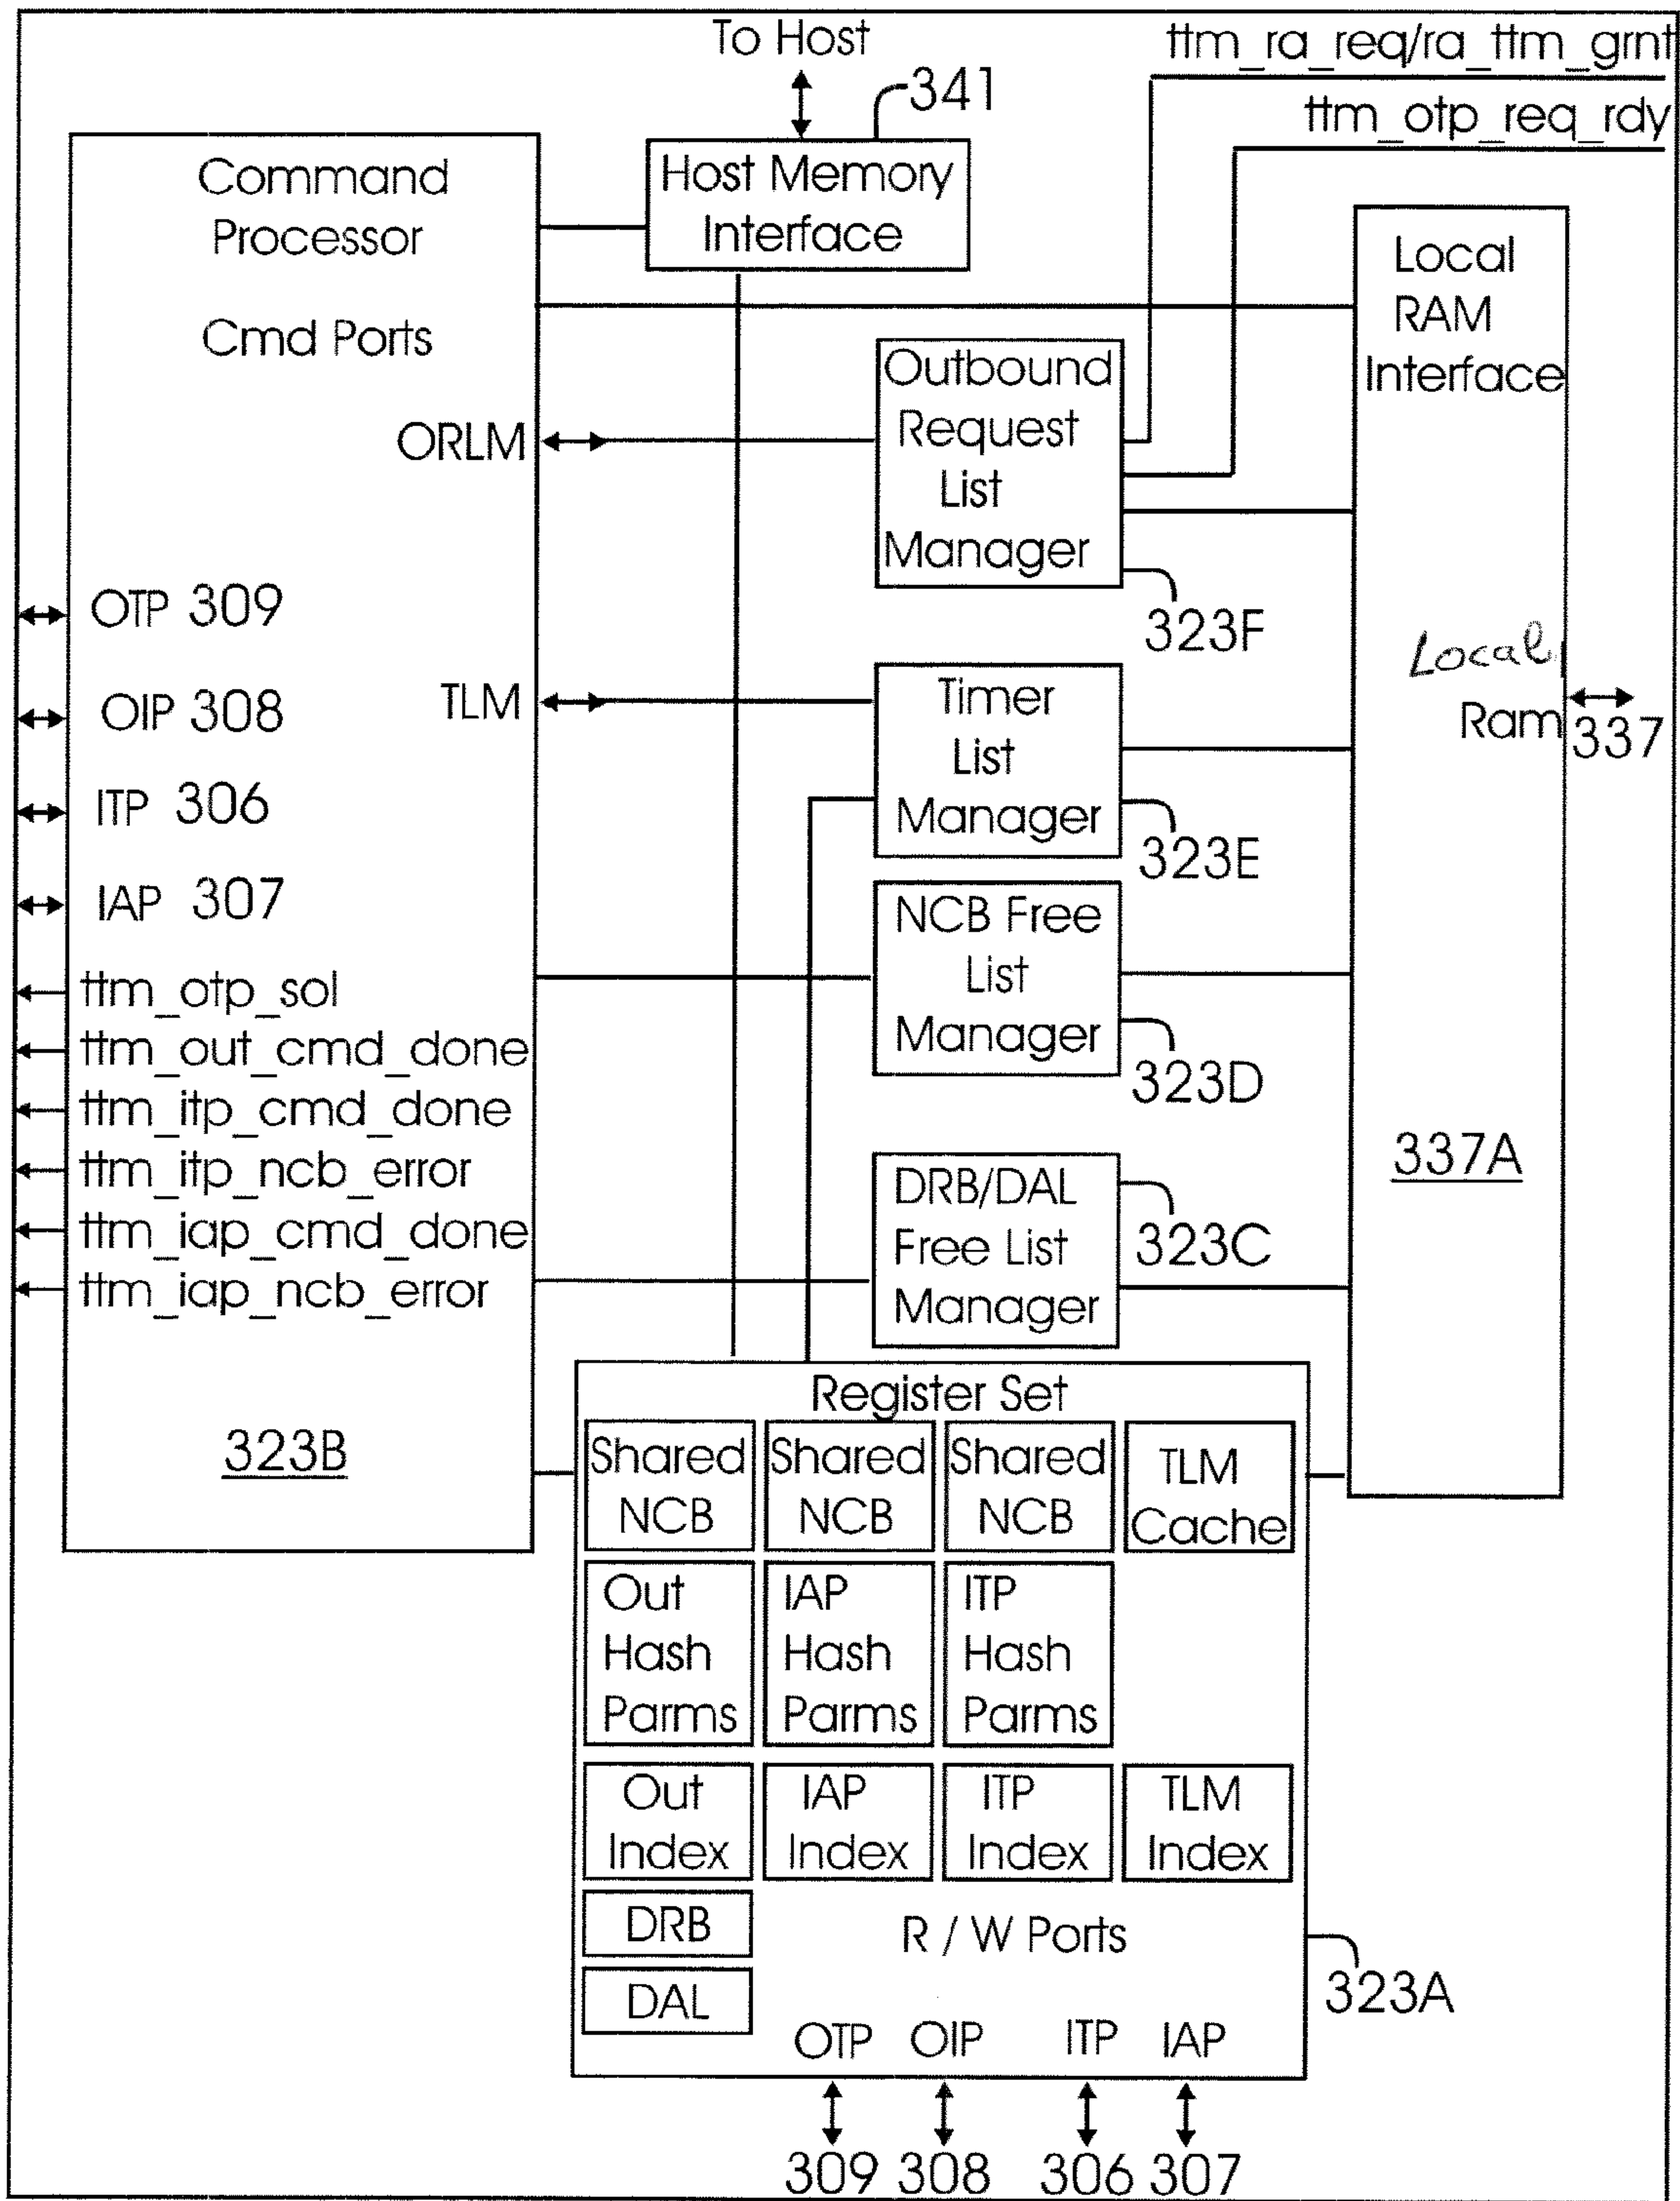 To Host
341
ttm_ra_req/ra_ttm_grnt
ttm_otp_req_rdy
Command
Processor
Cmd Ports
ORLM
OTP 309
OIP 308
TLM
ITP 306
IAP 307
ttm_otp_sol
ttm_out_cmd_done
ttm_itp_cmd_done
ttm_itp_ncb_error
ttm_iap_cmd_done
ttm_iap_ncb_error
323B
Host Memory
Interface
Outbound
Request
List
Manager
323F
Timer
List
Manager
323E
NCB Free
List
Manager
323D
DRB/DAL
Free List
Manager
323C
Local
RAM
Interface
Local
Ram
337
337A
Register Set
Shared
NCB
Shared
NCB
Shared
NCB
TLM
Cache
Out
Hash
Parms
IAP
Hash
Parms
ITP
Hash
Parms
Out
Index
IAP
Index
ITP
Index
TLM
Index
DRB
DAL
R / W Ports
323A
OTP OIP ITP IAP
309 308 306 307